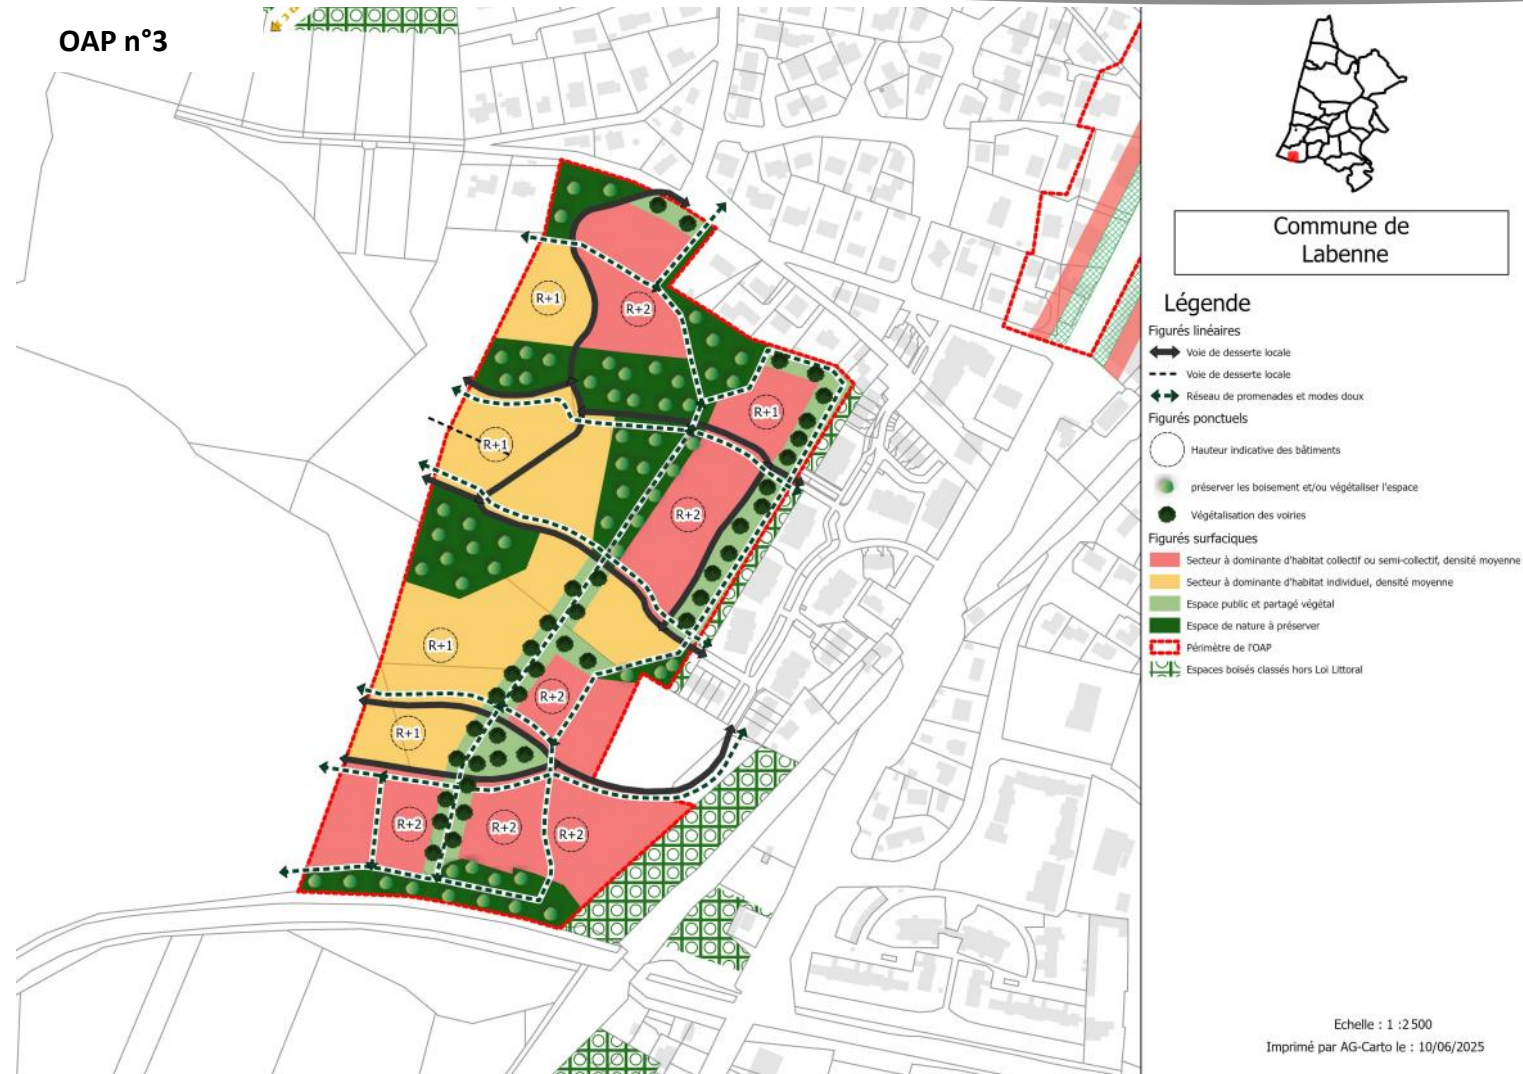 OAP n°3
Commune de
Labenne
Légende
Figurés linéaires
Voie de desserte locale
Voie de desserte locale
Réseau de promenades et modes doux
Figurés ponctuels
Hauteur indicative des bâtiments
préserver les boisement et/ou végétaliser l'espace
Végétalisation des voiries
Figurés surfaciques
Secteur à dominante d'habitat collectif ou semi-collectif, densité moyenne
Secteur à dominante d'habitat individuel, densité moyenne
Espace public et partagé végétal
Espace de nature à préserver
Périmètre de l'OAP
Espaces boisés classés hors Loi Littoral
R+1
R+2
R+1
R+1
R+2
R+1
R+2
R+1
R+2
R+2
R+2
Echelle : 1 :2 500
Imprimé par AG-Carto le : 10/06/2025